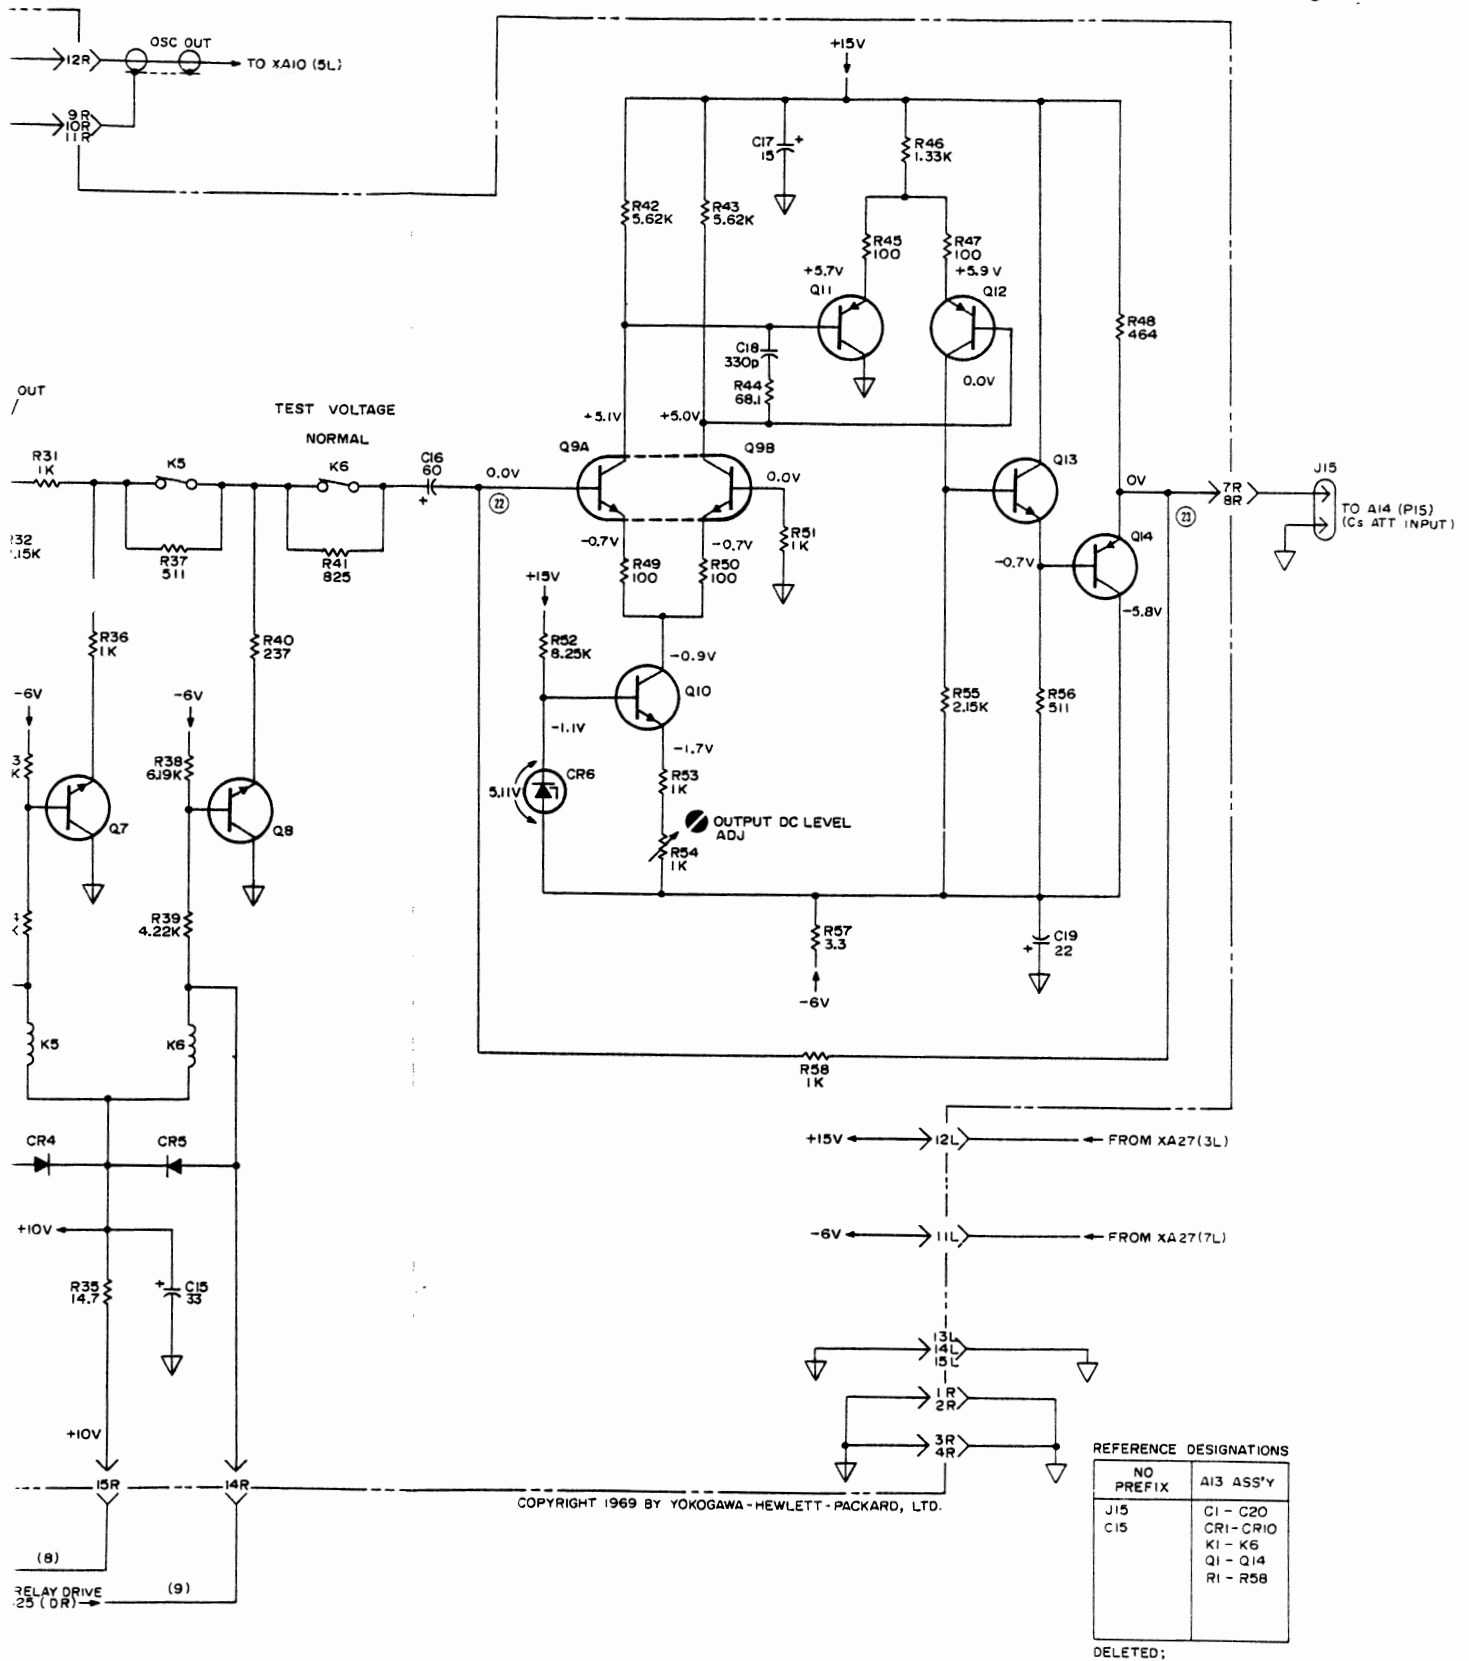 OSC OUT
12R
TO XA10 (5L)
9R
10R
11R
+15V
C17
15
+
R46
1.33K
R42
5.62K
R43
5.62K
R45
100
R47
100
+5.7V
Q11
+5.9V
Q12
R48
464
C18
330p
R44
68.1
0.0V
OUT
TEST VOLTAGE
NORMAL
+5.1V
+5.0V
R31
1K
K5
K6
C16
60
+
0.0V
22
Q9A
Q9B
0.0V
Q13
0V
7R
8R
J15
TO A14 (P15)
(Cs ATT INPUT)
23
R37
511
R41
825
-0.7V
-0.7V
R51
1K
R49
100
R50
100
-0.7V
Q14
-5.8V
+15V
R36
1K
R40
237
R52
8.25K
-0.9V
Q10
-6V
-6V
-1.1V
-1.7V
R55
2.15K
R56
511
R38
6.19K
5.11V
CR6
R53
1K
Q7
Q8
OUTPUT DC LEVEL
ADJ
R54
1K
R39
4.22K
R57
3.3
-6V
+
C19
22
K5
K6
R58
1K
CR4
CR5
+15V
12L
FROM XA27(3L)
+10V
-6V
11L
FROM XA27(7L)
R35
14.7
+
C15
33
13L
14L
15L
1R
2R
+10V
3R
4R
15R
14R
COPYRIGHT 1969 BY YOKOGAWA-HEWLETT-PACKARD, LTD.
REFERENCE DESIGNATIONS
NO
PREFIX
A13 ASS'Y
J15
C15
C1 - C20
CR1-CR10
K1 - K6
Q1 - Q14
R1 - R58
(8)
RELAY DRIVE
25 (DR)
(9)
DELETED;